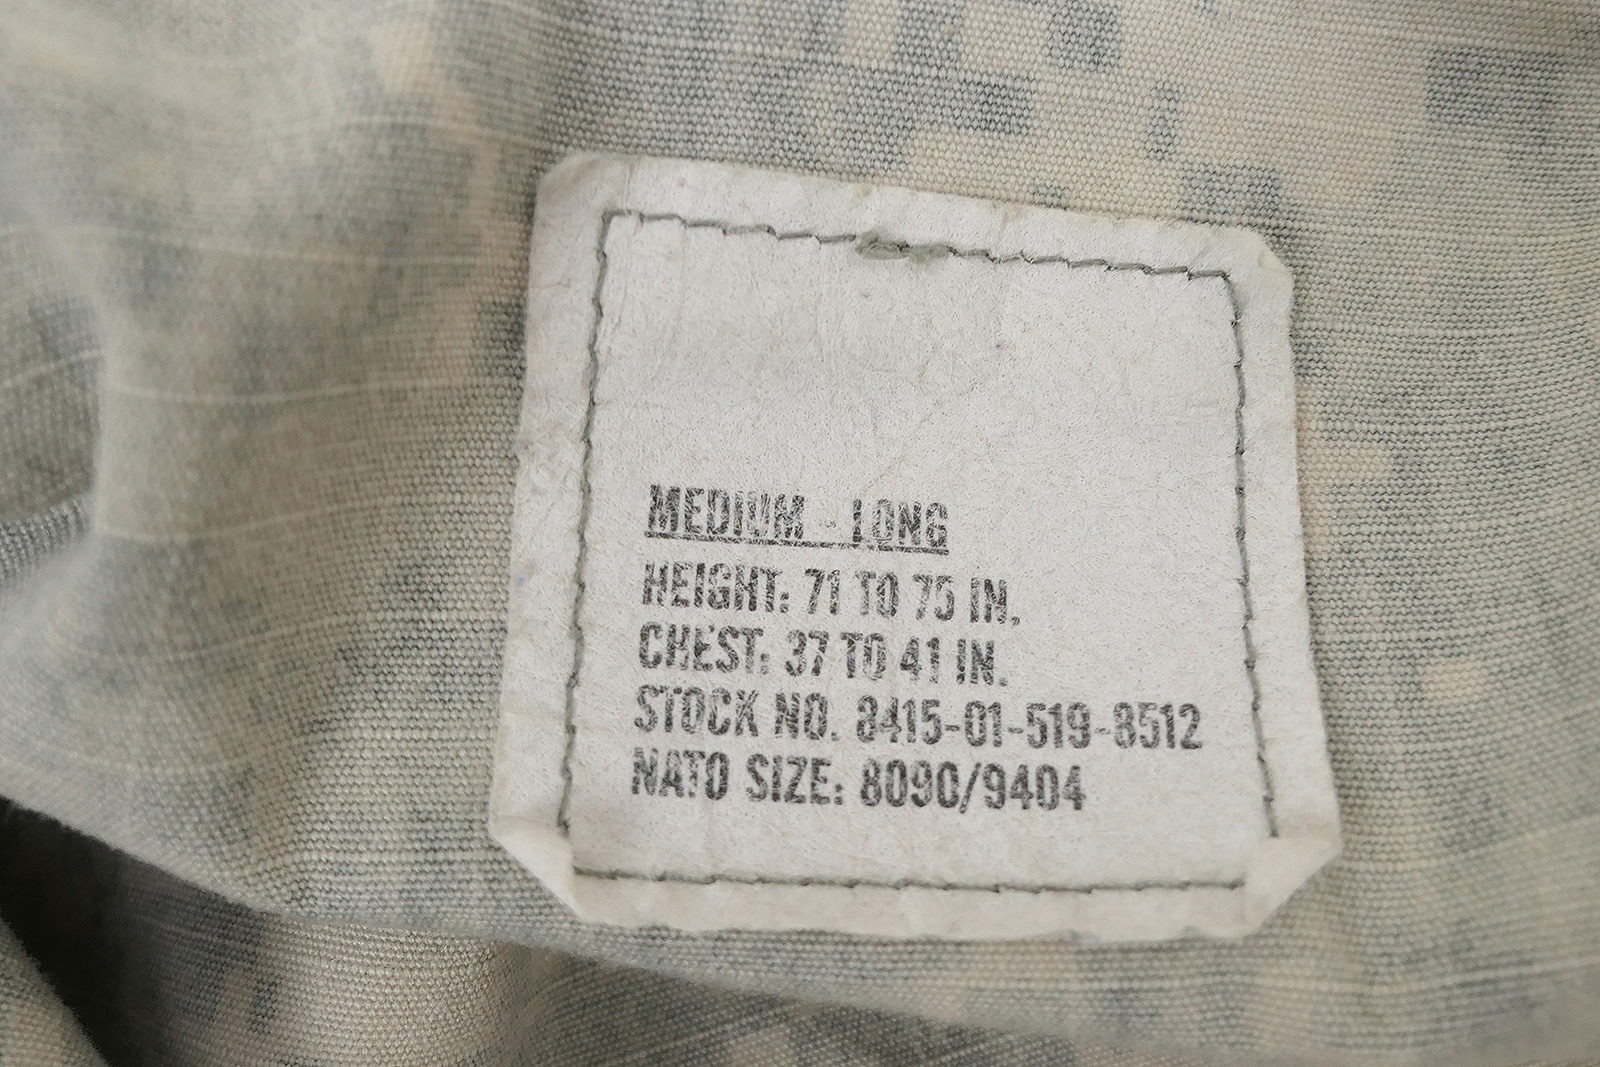 MEDIUM - LONG
HEIGHT: 71 TO 75 IN.
CHEST: 37 TO 41 IN.
STOCK NO. 8415-01-519-8512
NATO SIZE: 8090/9404